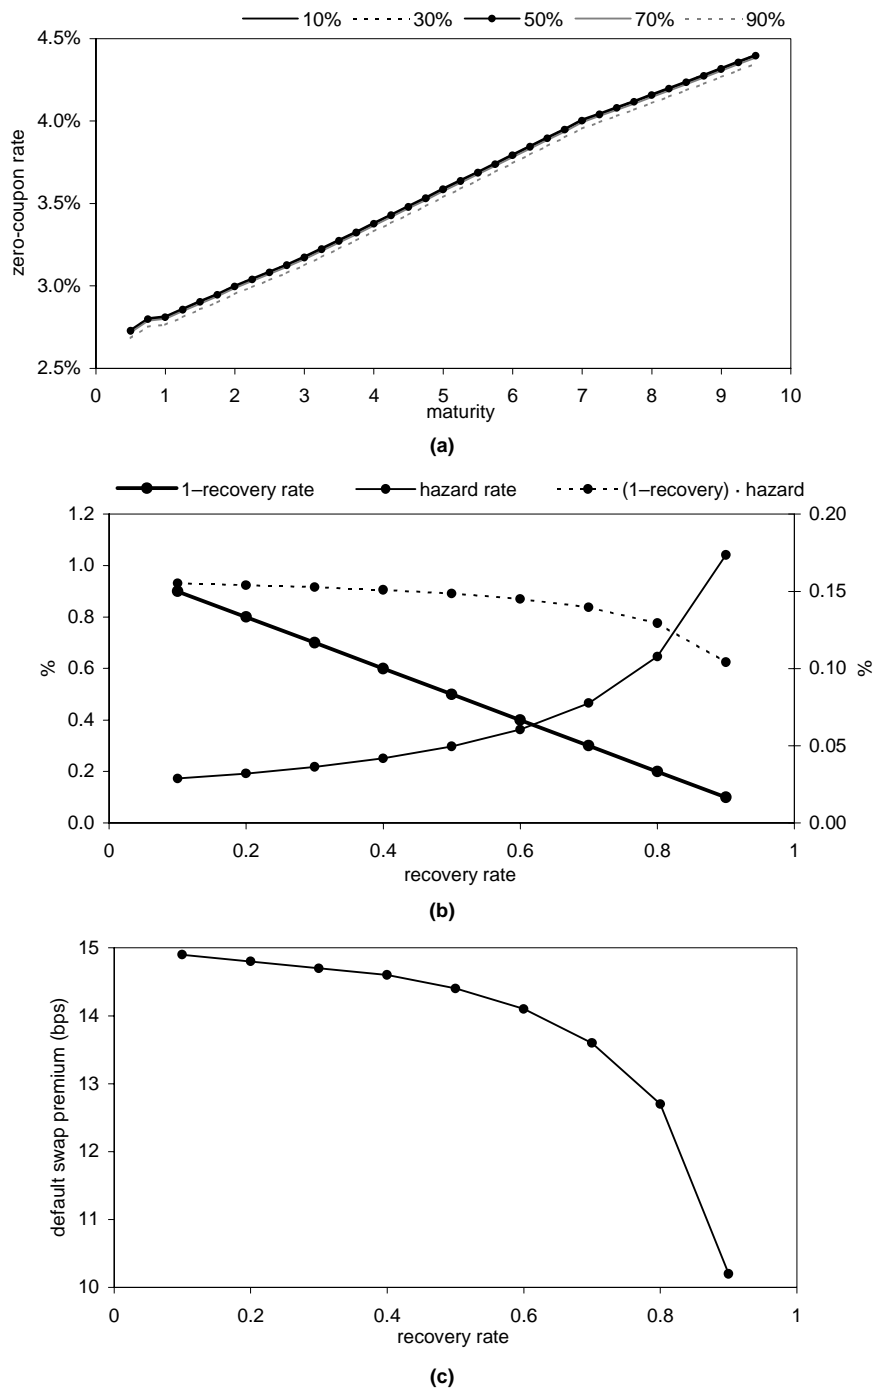 10% 30% 50% 70% 90%
4.5%
4.0%
3.5%
3.0%
2.5%
zero-coupon rate
0 1 2 3 4 5 6 7 8 9 10
maturity
(a)
1–recovery rate hazard rate (1–recovery) · hazard
1.2 0.20
1.0
0.15
0.8
% 0.6 0.10 %
0.4
0.05
0.2
0.0 0.00
0 0.2 0.4 0.6 0.8 1
recovery rate
(b)
15
14
13
12
11
10
default swap premium (bps)
0 0.2 0.4 0.6 0.8 1
recovery rate
(c)